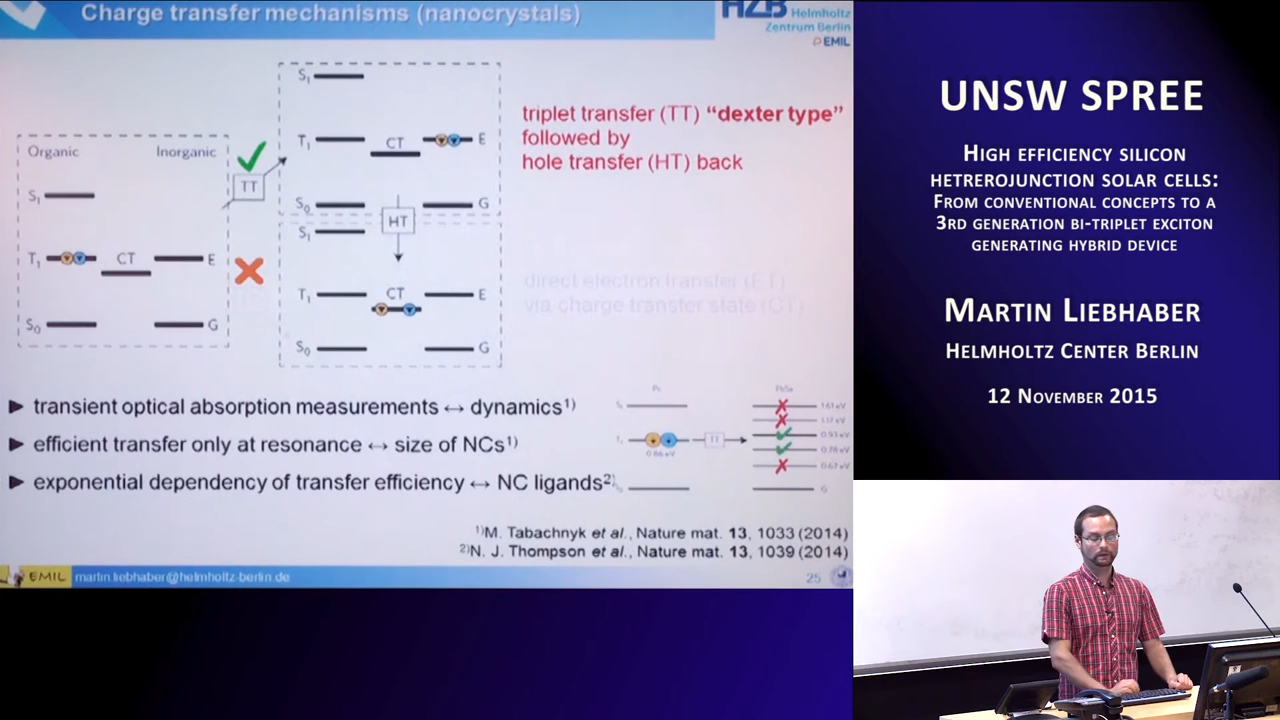 Charge transfer mechanisms (nanocrystals)
HZB Helmholtz
Zentrum Berlin
EMIL
Organic
Inorganic
S1
T1
CT
E
S0
G
TT
S1
T1
CT
E
S0
G
HT
S1
T1
CT
E
S0
G
triplet transfer (TT) “dexter type”
followed by
hole transfer (HT) back
direct electron transfer (ET)
via charge transfer state (CT)
transient optical absorption measurements ↔ dynamics1)
efficient transfer only at resonance ↔ size of NCs1)
exponential dependency of transfer efficiency ↔ NC ligands2)
Pc
PbSe
0.86 eV
TT
1.61 eV
1.17 eV
0.93 eV
0.78 eV
0.67 eV
G
1)M. Tabachnyk et al., Nature mat. 13, 1033 (2014)
2)N. J. Thompson et al., Nature mat. 13, 1039 (2014)
EMIL martin.liebhaber@helmholtz-berlin.de
25
UNSW SPREE
High efficiency silicon
hetrerojunction solar cells:
From conventional concepts to a
3rd generation bi-triplet exciton
generating hybrid device
Martin Liebhaber
Helmholtz Center Berlin
12 November 2015